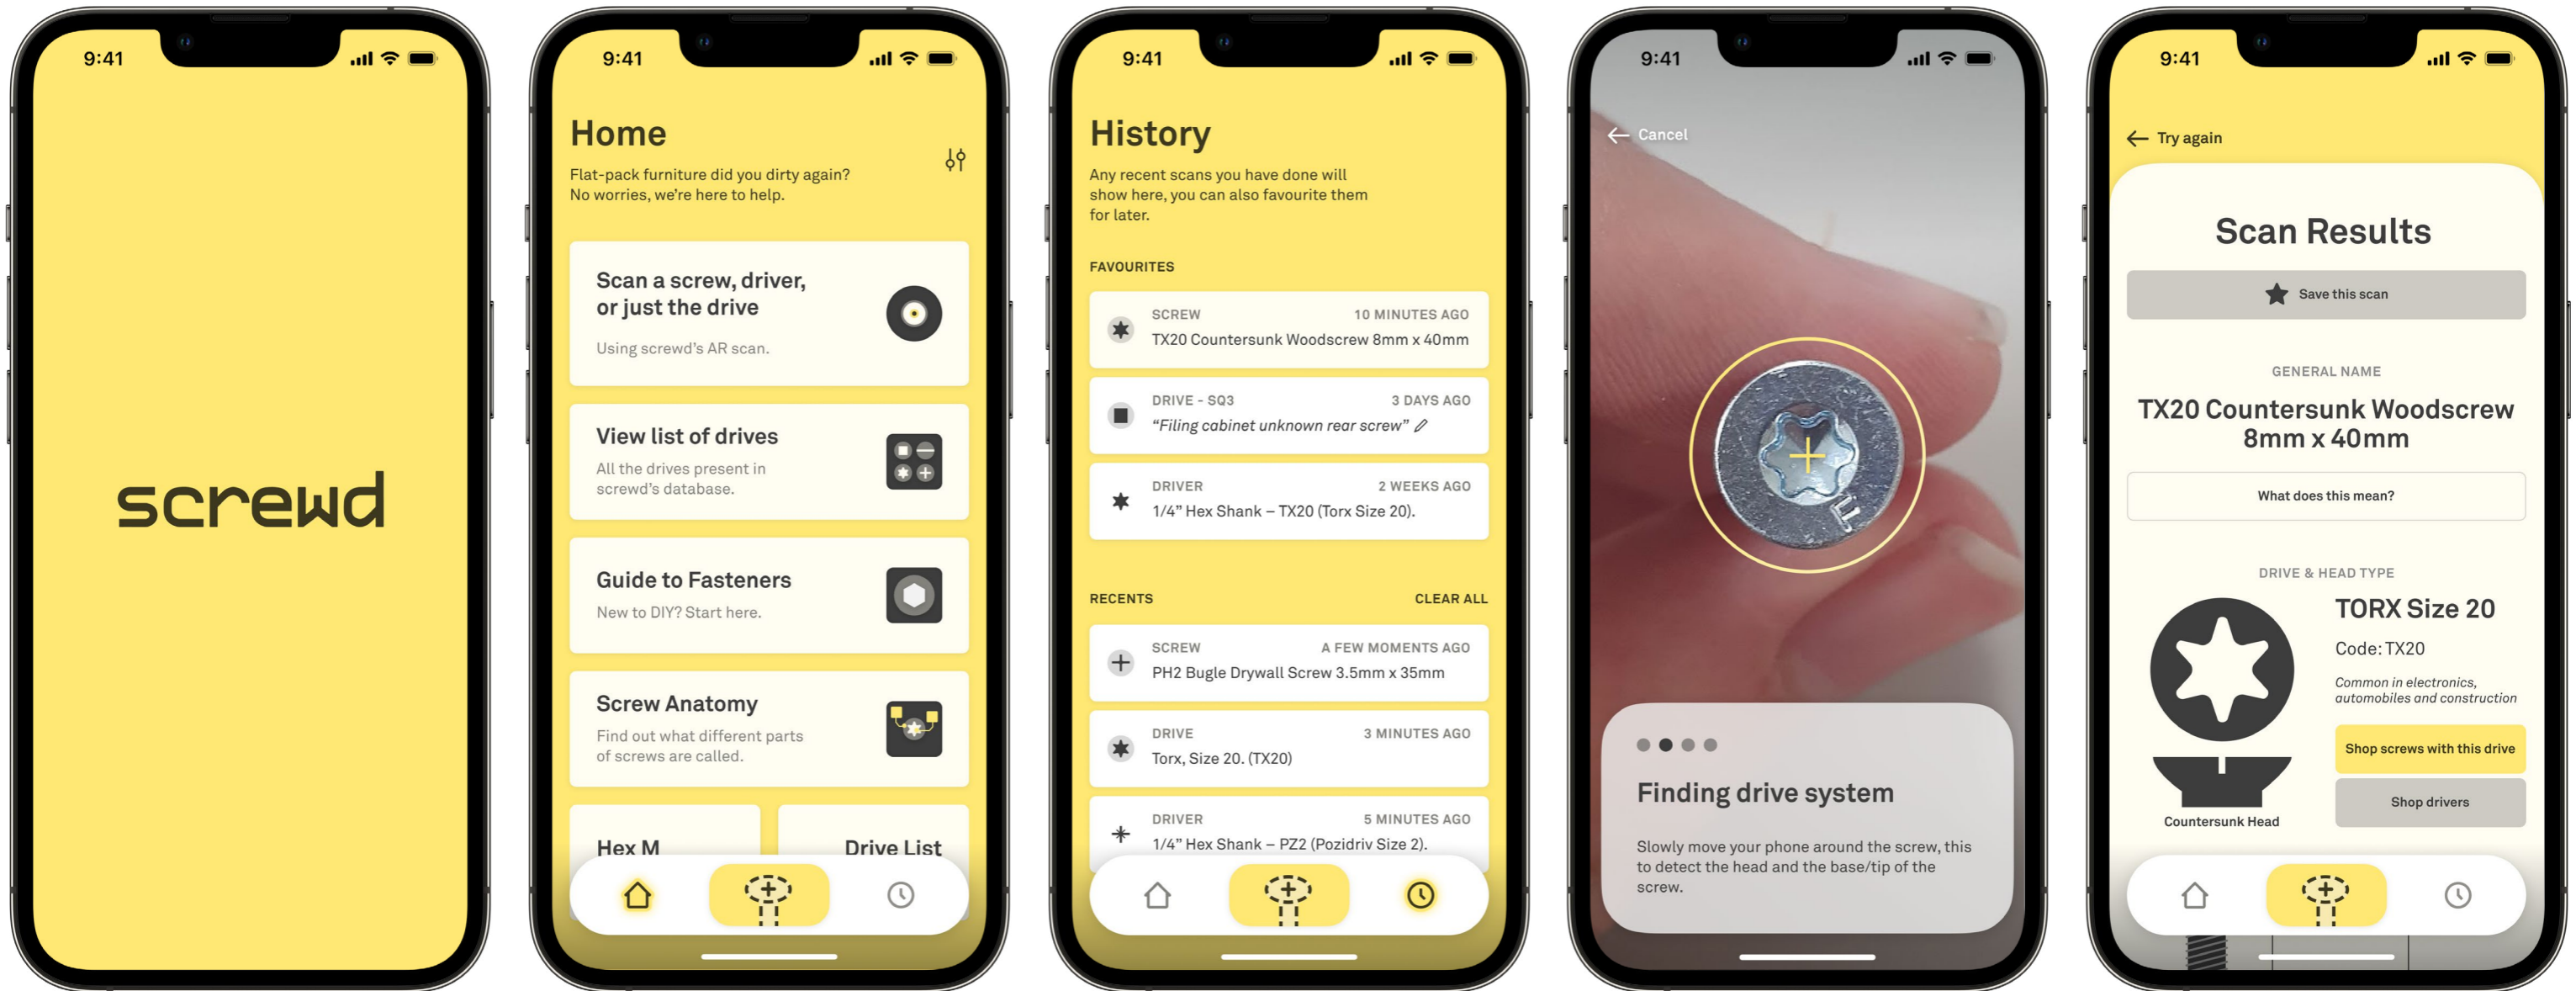 9:41
screwd
9:41
Home
Flat-pack furniture did you dirty again?
No worries, we're here to help.
Scan a screw, driver,
or just the drive
Using screwd's AR scan.
View list of drives
All the drives present in
screwd's database.
Guide to Fasteners
New to DIY? Start here.
Screw Anatomy
Find out what different parts
of screws are called.
Hex M
Drive List
9:41
History
Any recent scans you have done will
show here, you can also favourite them
for later.
FAVOURITES
SCREW 10 MINUTES AGO
TX20 Countersunk Woodscrew 8mm x 40mm
DRIVE - SQ3 3 DAYS AGO
“Filing cabinet unknown rear screw”
DRIVER 2 WEEKS AGO
1/4” Hex Shank – TX20 (Torx Size 20).
RECENTS CLEAR ALL
SCREW A FEW MOMENTS AGO
PH2 Bugle Drywall Screw 3.5mm x 35mm
DRIVE 3 MINUTES AGO
Torx, Size 20. (TX20)
DRIVER 5 MINUTES AGO
1/4” Hex Shank – PZ2 (Pozidriv Size 2).
9:41
Cancel
Finding drive system
Slowly move your phone around the screw, this
to detect the head and the base/tip of the
screw.
9:41
Try again
Scan Results
Save this scan
GENERAL NAME
TX20 Countersunk Woodscrew
8mm x 40mm
What does this mean?
DRIVE & HEAD TYPE
TORX Size 20
Code: TX20
Common in electronics,
automobiles and construction
Shop screws with this drive
Shop drivers
Countersunk Head